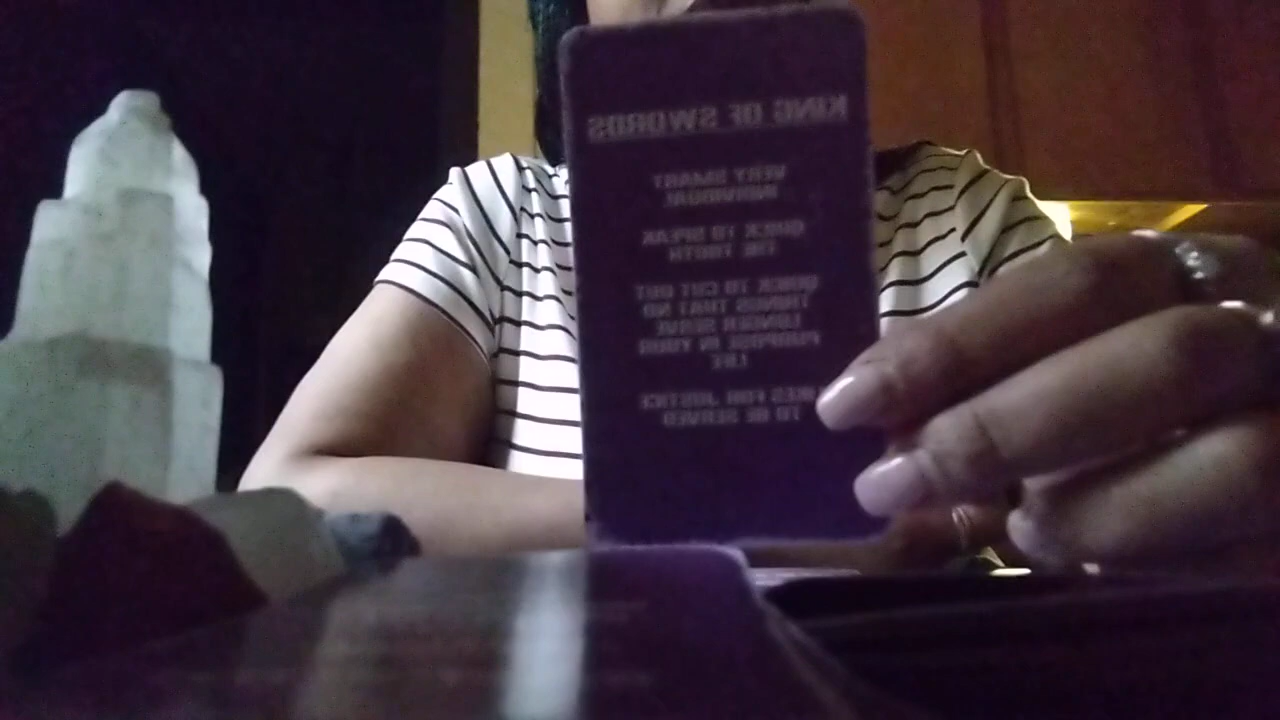 KING OF SWORDS
VERY SMART
INDIVIDUAL
QUICK TO SPEAK
THE TRUTH
QUICK TO CUT OUT
THINGS THAT NO
LONGER SERVE
PURPOSE IN YOUR
LIFE
LIKES FOR JUSTICE
TO BE SERVED